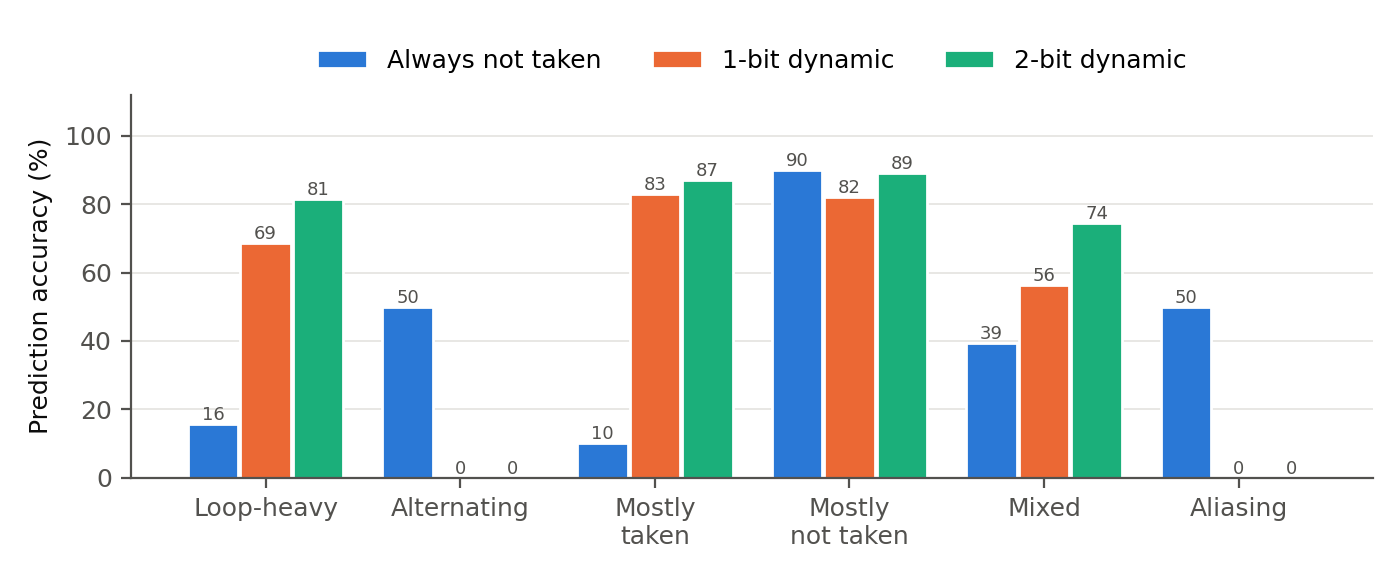 Always not taken
1-bit dynamic
2-bit dynamic
Prediction accuracy (%)
100
80
60
40
20
0
16
69
81
50
0
0
10
83
87
90
82
89
39
56
74
50
0
0
Loop-heavy
Alternating
Mostly
taken
Mostly
not taken
Mixed
Aliasing